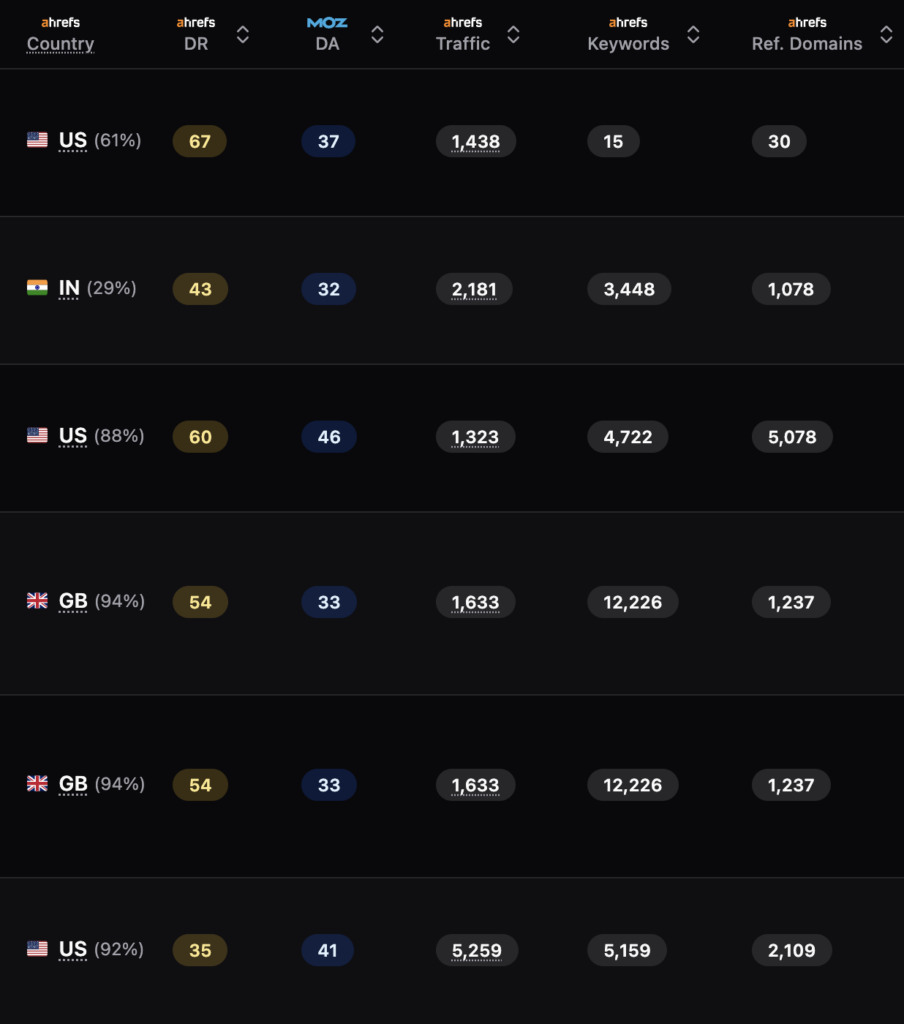 ahrefs ahrefs MOZ ahrefs ahrefs ahrefs
Country DR DA Traffic Keywords Ref. Domains
US (61%) 67 37 1,438 15 30
IN (29%) 43 32 2,181 3,448 1,078
US (88%) 60 46 1,323 4,722 5,078
GB (94%) 54 33 1,633 12,226 1,237
GB (94%) 54 33 1,633 12,226 1,237
US (92%) 35 41 5,259 5,159 2,109